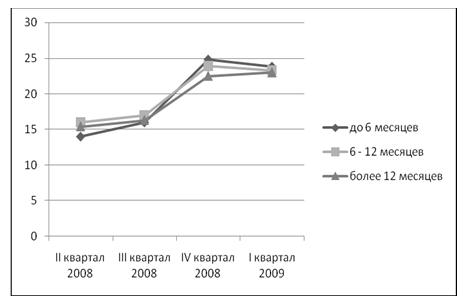 30
25
20
15
10
5
0
II квартал 2008
III квартал 2008
IV квартал 2008
I квартал 2009
до 6 месяцев
6 - 12 месяцев
более 12 месяцев